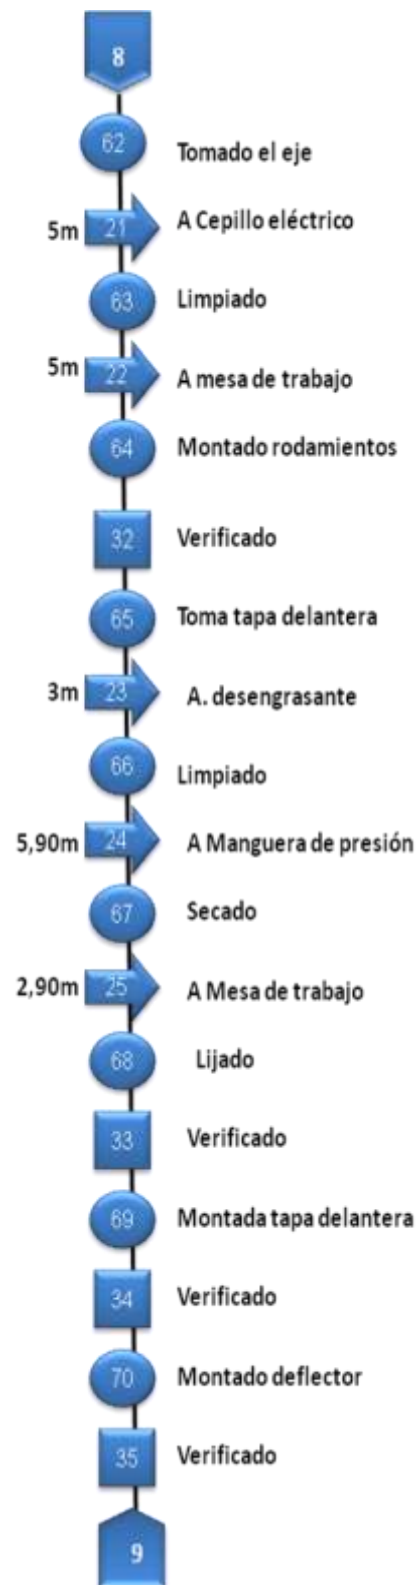 8
62 Tomado el eje
5m 21 A Cepillo eléctrico
63 Limpiado
5m 22 A mesa de trabajo
64 Montado rodamientos
32 Verificado
65 Toma tapa delantera
3m 23 A. desengrasante
66 Limpiado
5,90m 24 A Manguera de presión
67 Secado
2,90m 25 A Mesa de trabajo
68 Lijado
33 Verificado
69 Montada tapa delantera
34 Verificado
70 Montado deflector
35 Verificado
9